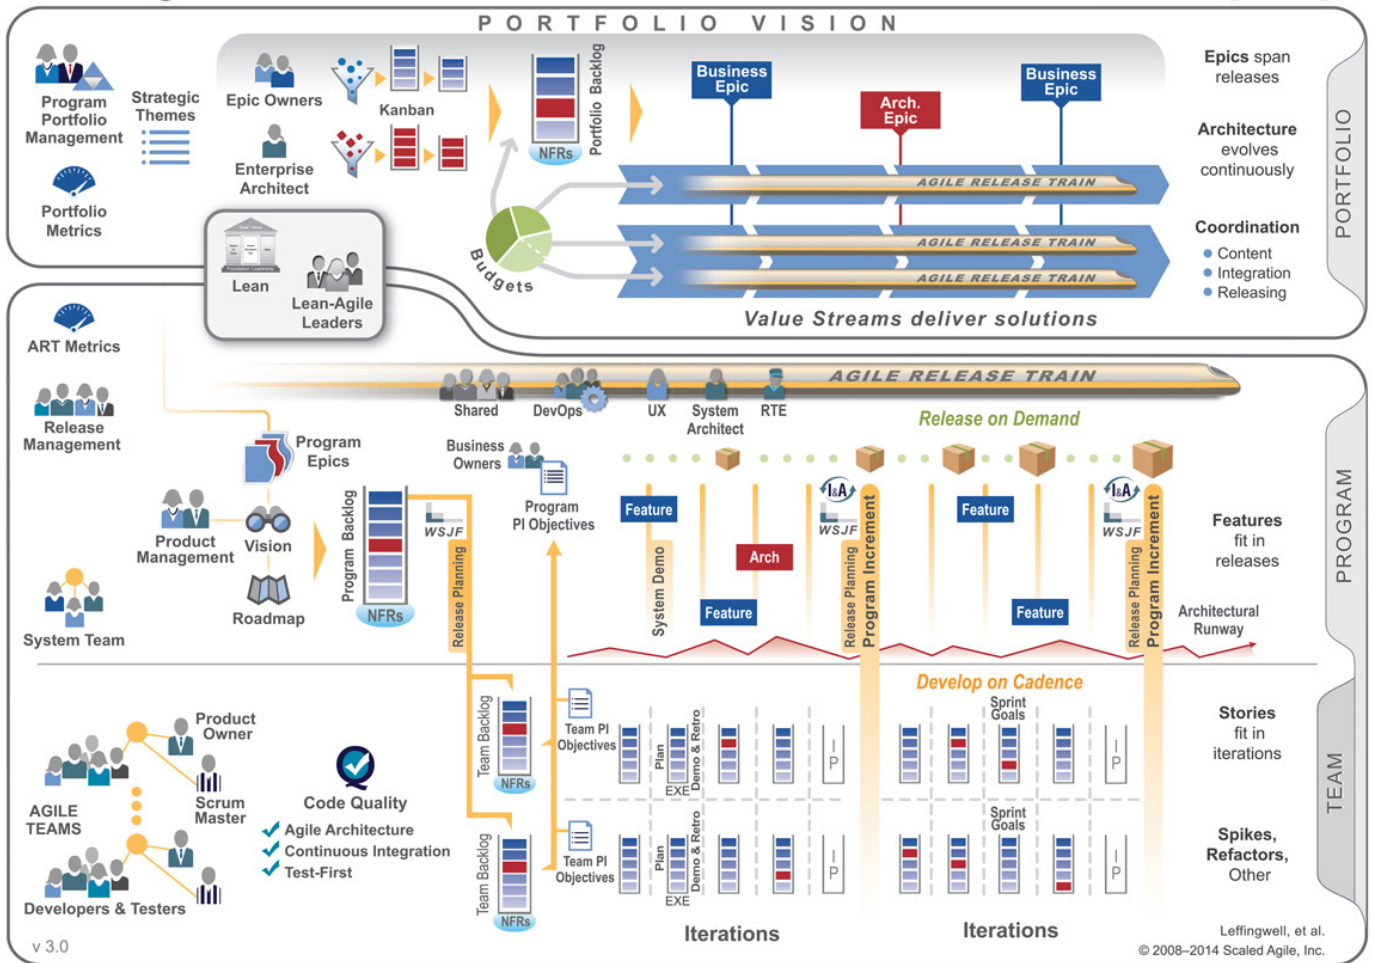 PORTFOLIO VISION
Program
Portfolio
Management
Strategic
Themes
Portfolio
Metrics
Epic Owners
Kanban
Enterprise
Architect
Portfolio Backlog
NFRs
Budgets
Business
Epic
Arch.
Epic
Business
Epic
AGILE RELEASE TRAIN
AGILE RELEASE TRAIN
AGILE RELEASE TRAIN
Value Streams deliver solutions
Epics span
releases
Architecture
evolves
continuously
Coordination
Content
Integration
Releasing
PORTFOLIO
Lean
Lean-Agile
Leaders
ART Metrics
Release
Management
Product
Management
System Team
Program
Epics
Vision
Roadmap
Program Backlog
NFRs
WSJF
Release Planning
AGILE RELEASE TRAIN
Shared
DevOps
UX
System
Architect
RTE
Business
Owners
Program
PI Objectives
Release on Demand
Feature
System Demo
Feature
Arch
I&A
WSJF
Release Planning
Program Increment
Feature
Feature
I&A
WSJF
Release Planning
Program Increment
Architectural
Runway
Features
fit in
releases
PROGRAM
Develop on Cadence
AGILE
TEAMS
Product
Owner
Scrum
Master
Developers & Testers
Code Quality
Agile Architecture
Continuous Integration
Test-First
Team Backlog
NFRs
Team PI
Objectives
Plan
EXE
Demo & Retro
I
P
Sprint
Goals
I
P
Team Backlog
NFRs
Team PI
Objectives
Plan
EXE
Demo & Retro
I
P
Sprint
Goals
I
P
Iterations
Iterations
Stories
fit in
iterations
Spikes,
Refactors,
Other
TEAM
v 3.0
Leffingwell, et al.
© 2008–2014 Scaled Agile, Inc.